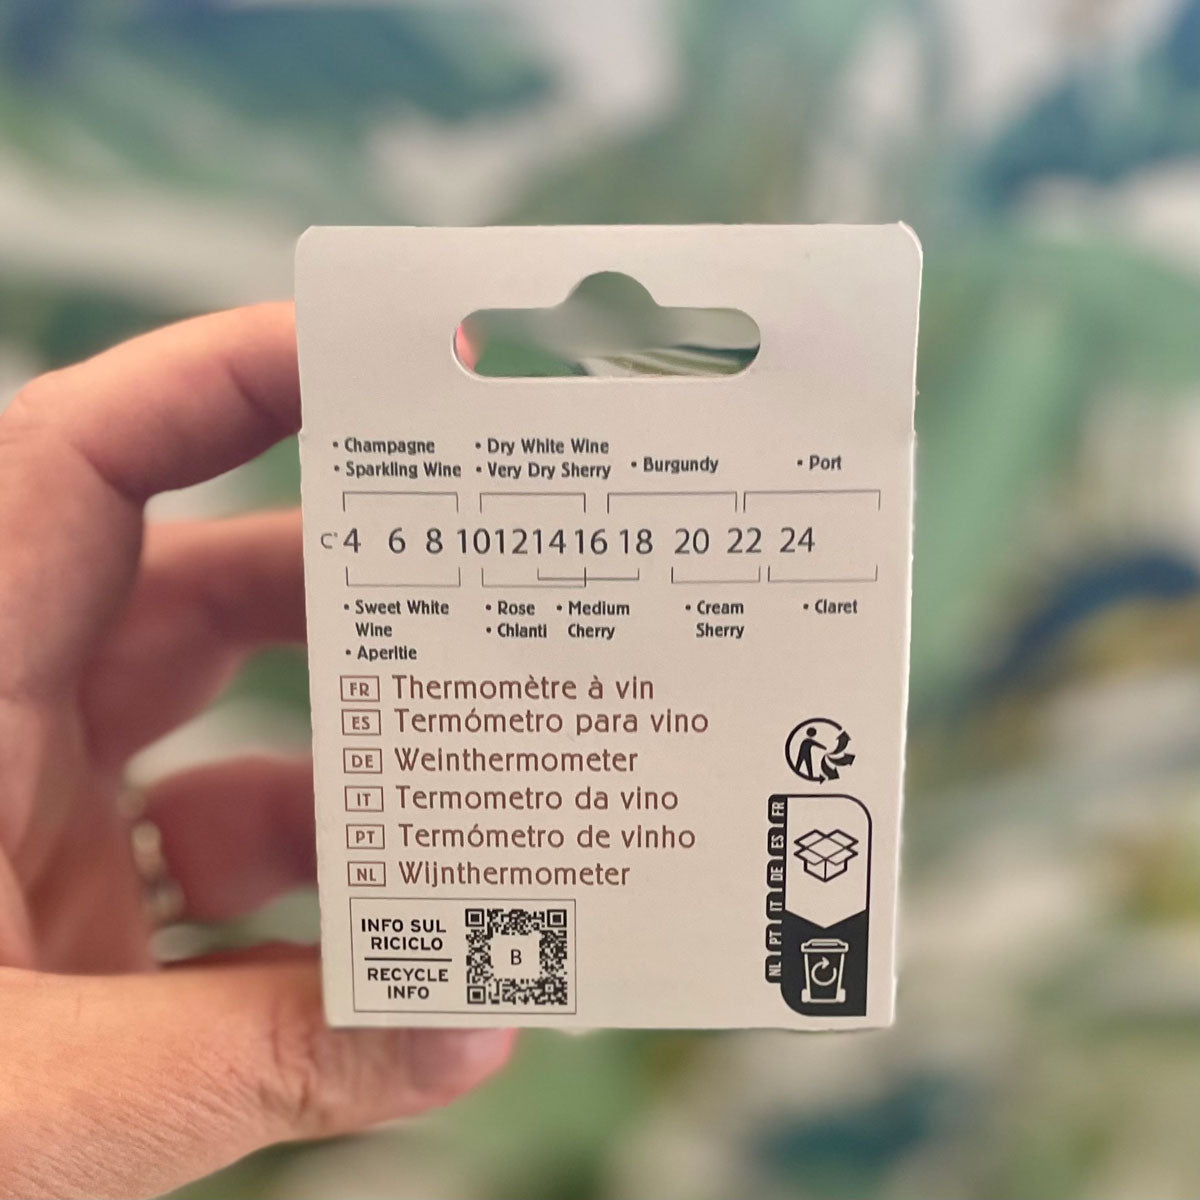 • Champagne
• Sparkling Wine
• Dry White Wine
• Very Dry Sherry
• Burgundy
• Port
C° 4 6 8 10 12 14 16 18 20 22 24
• Sweet White
Wine
• Aperitie
• Rose
• Chianti
• Medium
Cherry
• Cream
Sherry
• Claret
FR Thermomètre à vin
ES Termómetro para vino
DE Weinthermometer
IT Termometro da vino
PT Termómetro de vinho
NL Wijnthermometer
INFO SUL
RICICLO
RECYCLE
INFO
B
NL | PT | IT | DE | ES | FR